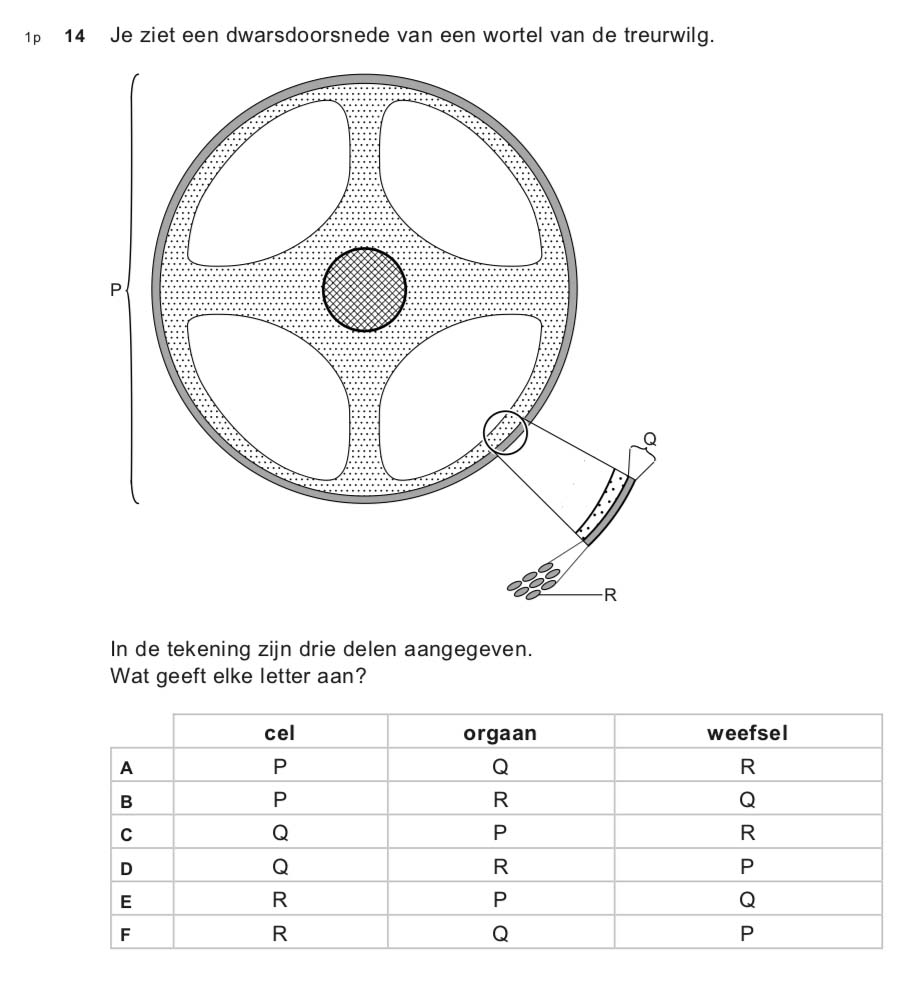 1p 14 Je ziet een dwarsdoorsnede van een wortel van de treurwilg.
P
Q
R
In de tekening zijn drie delen aangegeven.
Wat geeft elke letter aan?
cel orgaan weefsel
A P Q R
B P R Q
C Q P R
D Q R P
E R P Q
F R Q P